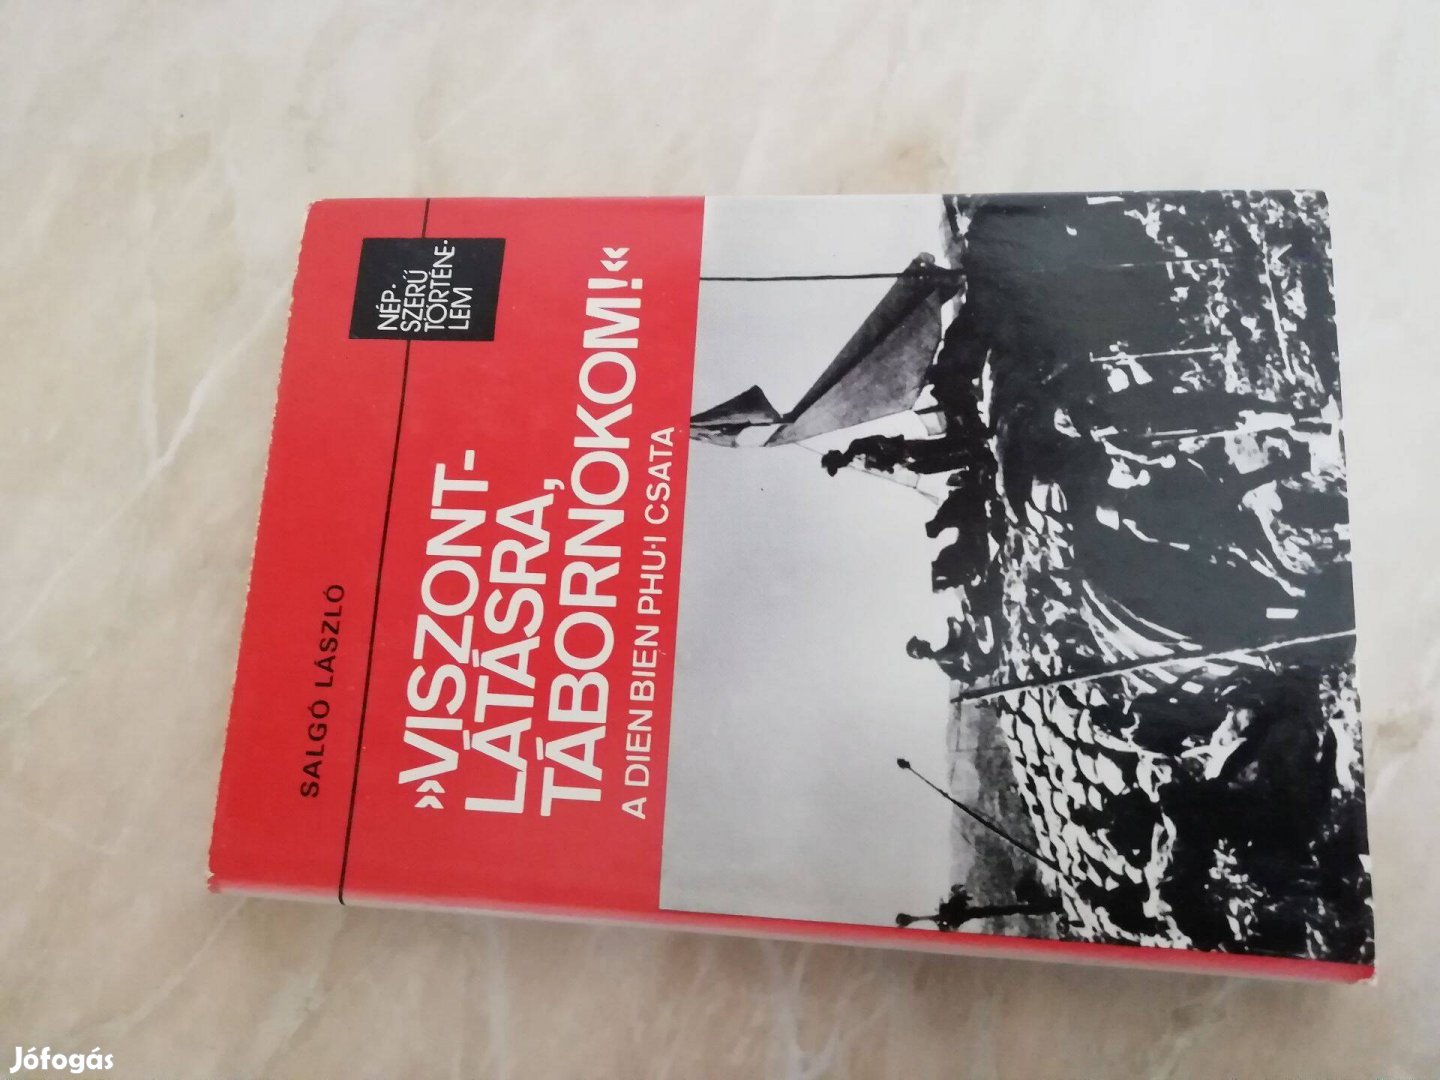 SALGÓ LÁSZLÓ
NÉP-
SZERŰ
TÖRTÉNE-
LEM
»VISZONT-
LÁTÁSRA,
TÁBORNOKOM!«
A DIEN BIEN PHU-I CSATA
Jófogás